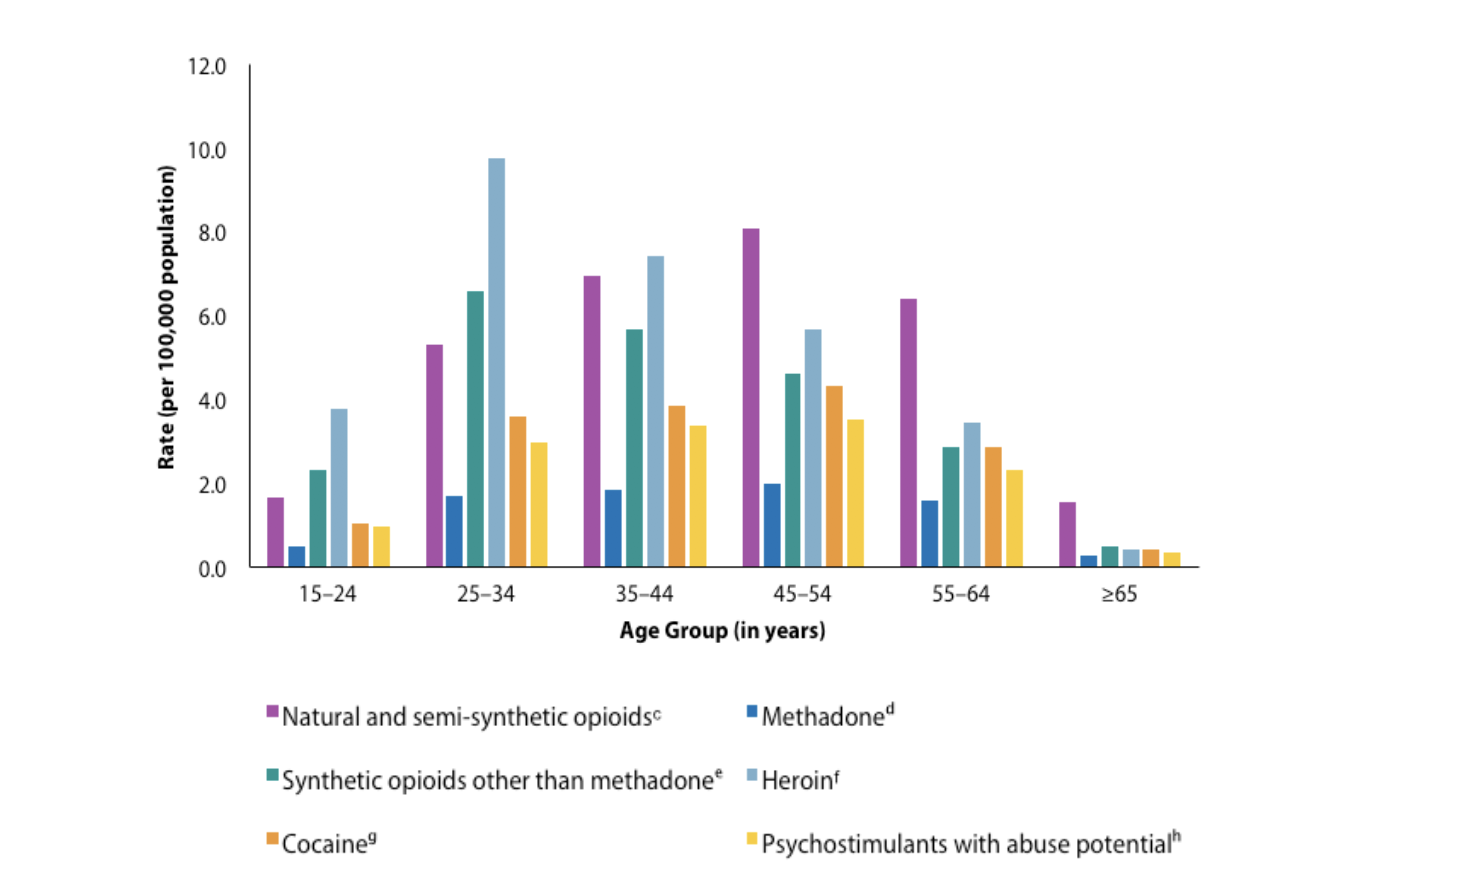 12.0
10.0
8.0
6.0
4.0
2.0
0.0
Rate (per 100,000 population)
15–24 25–34 35–44 45–54 55–64 ≥65
Age Group (in years)
Natural and semi-synthetic opioidsᶜ Methadoneᵈ
Synthetic opioids other than methadoneᵉ Heroinᶠ
Cocaineᵍ Psychostimulants with abuse potentialʰ